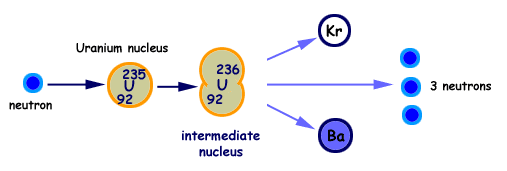 Uranium nucleus
neutron
235
U
92
236
U
92
intermediate
nucleus
Kr
Ba
3 neutrons